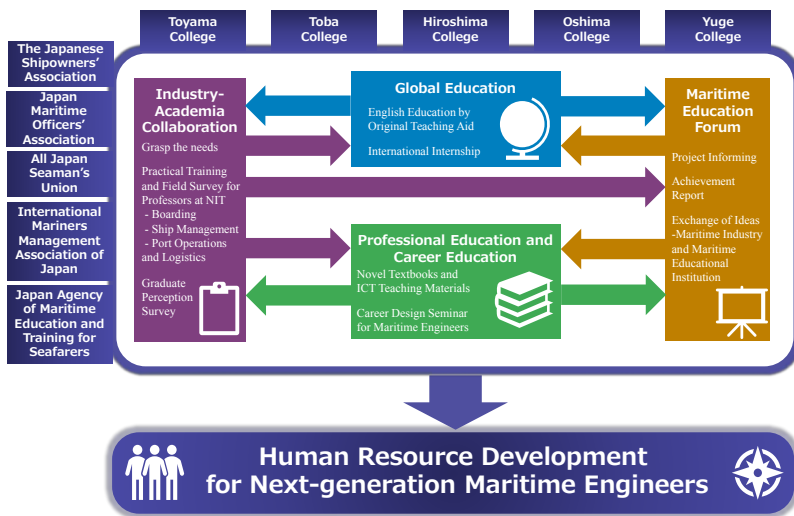 Toyama
College
Toba
College
Hiroshima
College
Oshima
College
Yuge
College
The Japanese
Shipowners'
Association
Japan
Maritime
Officers'
Association
All Japan
Seaman's
Union
International
Mariners
Management
Association of
Japan
Japan Agency
of Maritime
Education and
Training for
Seafarers
Industry-
Academia
Collaboration
Grasp the needs
Practical Training
and Field Survey for
Professors at NIT
- Boarding
- Ship Management
- Port Operations
and Logistics
Graduate
Perception
Survey
Global Education
English Education by
Original Teaching Aid
International Internship
Professional Education and
Career Education
Novel Textbooks and
ICT Teaching Materials
Career Design Seminar
for Maritime Engineers
Maritime
Education
Forum
Project Informing
Achievement
Report
Exchange of Ideas
-Maritime Industry
and Maritime
Educational
Institution
Human Resource Development
for Next-generation Maritime Engineers